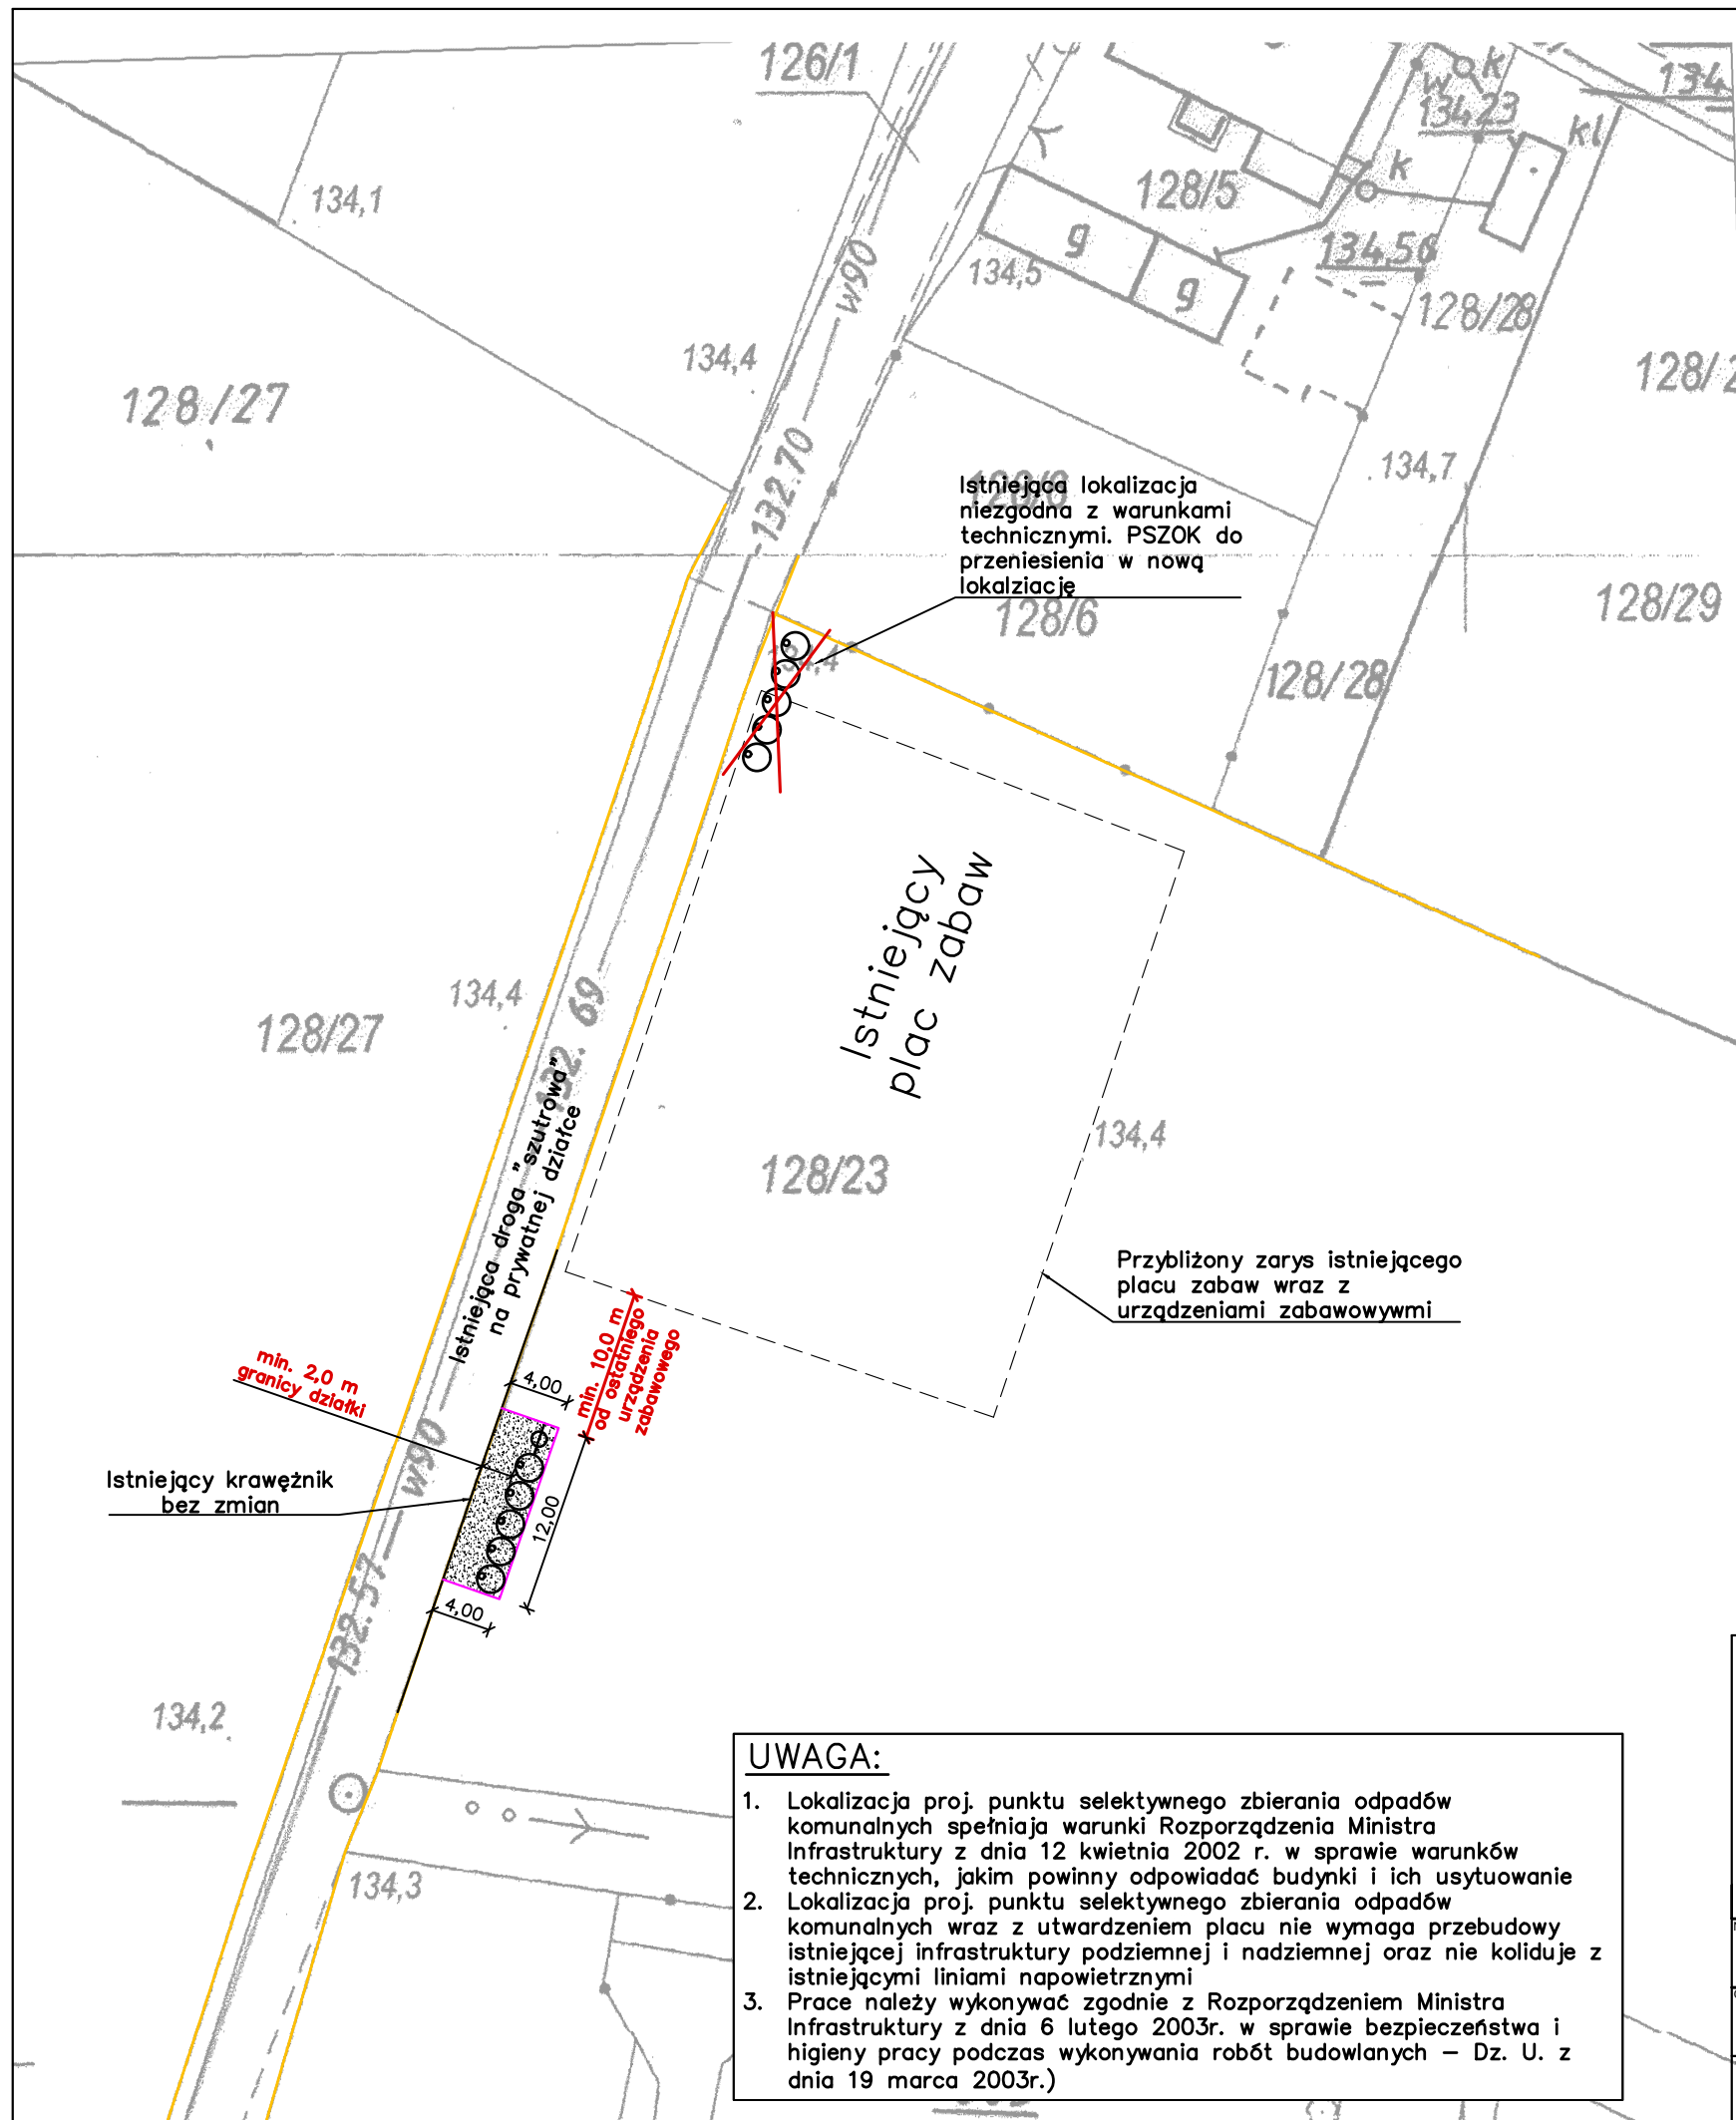 126/1
k
w
134
134.23
kl
k
134,1
128/5
g
134,5
134.56
g
w90
128/28
134,4
128/27
132.70
134,7
Istniejąca lokalizacja
niezgodna z warunkami
technicznymi. PSZOK do
przeniesienia w nową
lokalziację
128/6
128/29
134,4
128/28
Istniejący
plac zabaw
134,4
132. 69
128/27
Istniejąca droga "szutrowa"
na prywatnej działce
134,4
128/23
Przybliżony zarys istniejącego
placu zabaw wraz z
urządzeniami zabawowywmi
min. 10,0 m
od ostatniego
urządzenia
zabawowego
min. 2,0 m
granicy działki
4,00
w90
Istniejący krawężnik
bez zmian
12,00
132.57
4,00
134,2
134,3
UWAGA:
1. Lokalizacja proj. punktu selektywnego zbierania odpadów
komunalnych spełniaja warunki Rozporządzenia Ministra
Infrastruktury z dnia 12 kwietnia 2002 r. w sprawie warunków
technicznych, jakim powinny odpowiadać budynki i ich usytuowanie
2. Lokalizacja proj. punktu selektywnego zbierania odpadów
komunalnych wraz z utwardzeniem placu nie wymaga przebudowy
istniejącej infrastruktury podziemnej i nadziemnej oraz nie koliduje z
istniejącymi liniami napowietrznymi
3. Prace należy wykonywać zgodnie z Rozporządzeniem Ministra
Infrastruktury z dnia 6 lutego 2003r. w sprawie bezpieczeństwa i
higieny pracy podczas wykonywania robót budowlanych – Dz. U. z
dnia 19 marca 2003r.)